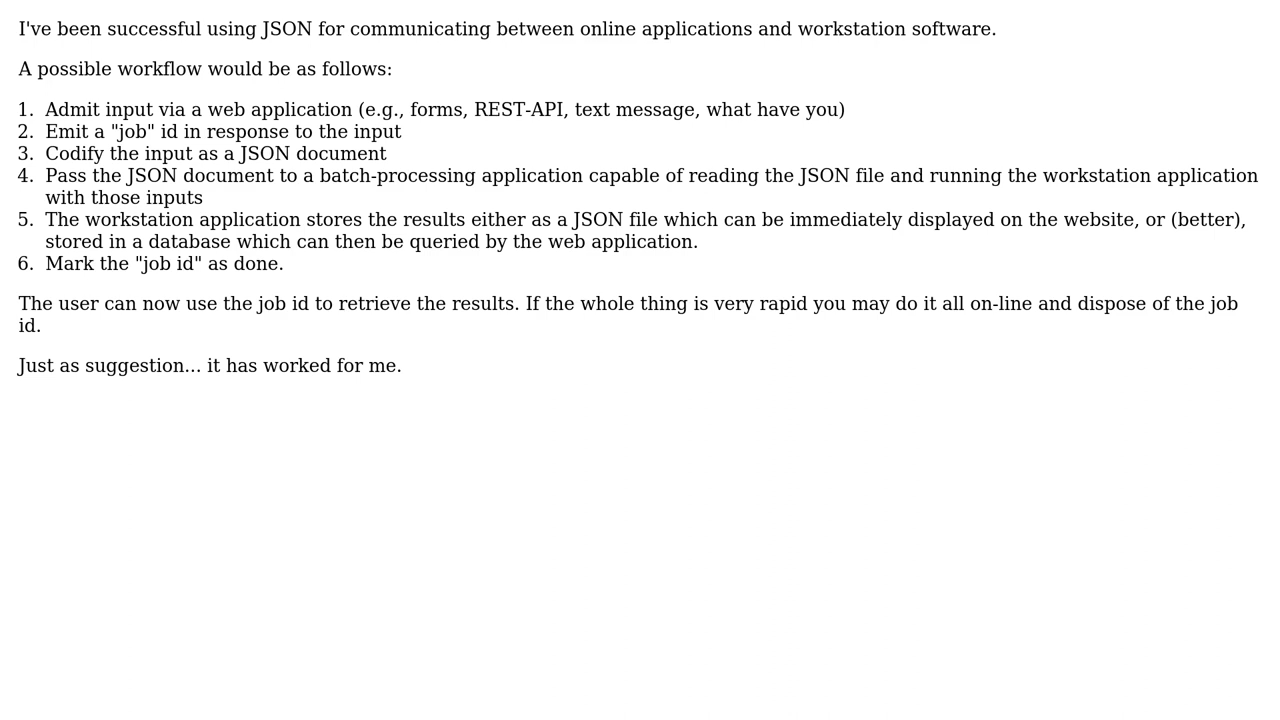 I've been successful using JSON for communicating between online applications and workstation software.
A possible workflow would be as follows:
1. Admit input via a web application (e.g., forms, REST-API, text message, what have you)
2. Emit a "job" id in response to the input
3. Codify the input as a JSON document
4. Pass the JSON document to a batch-processing application capable of reading the JSON file and running the workstation application
with those inputs
5. The workstation application stores the results either as a JSON file which can be immediately displayed on the website, or (better),
stored in a database which can then be queried by the web application.
6. Mark the "job id" as done.
The user can now use the job id to retrieve the results. If the whole thing is very rapid you may do it all on-line and dispose of the job
id.
Just as suggestion... it has worked for me.